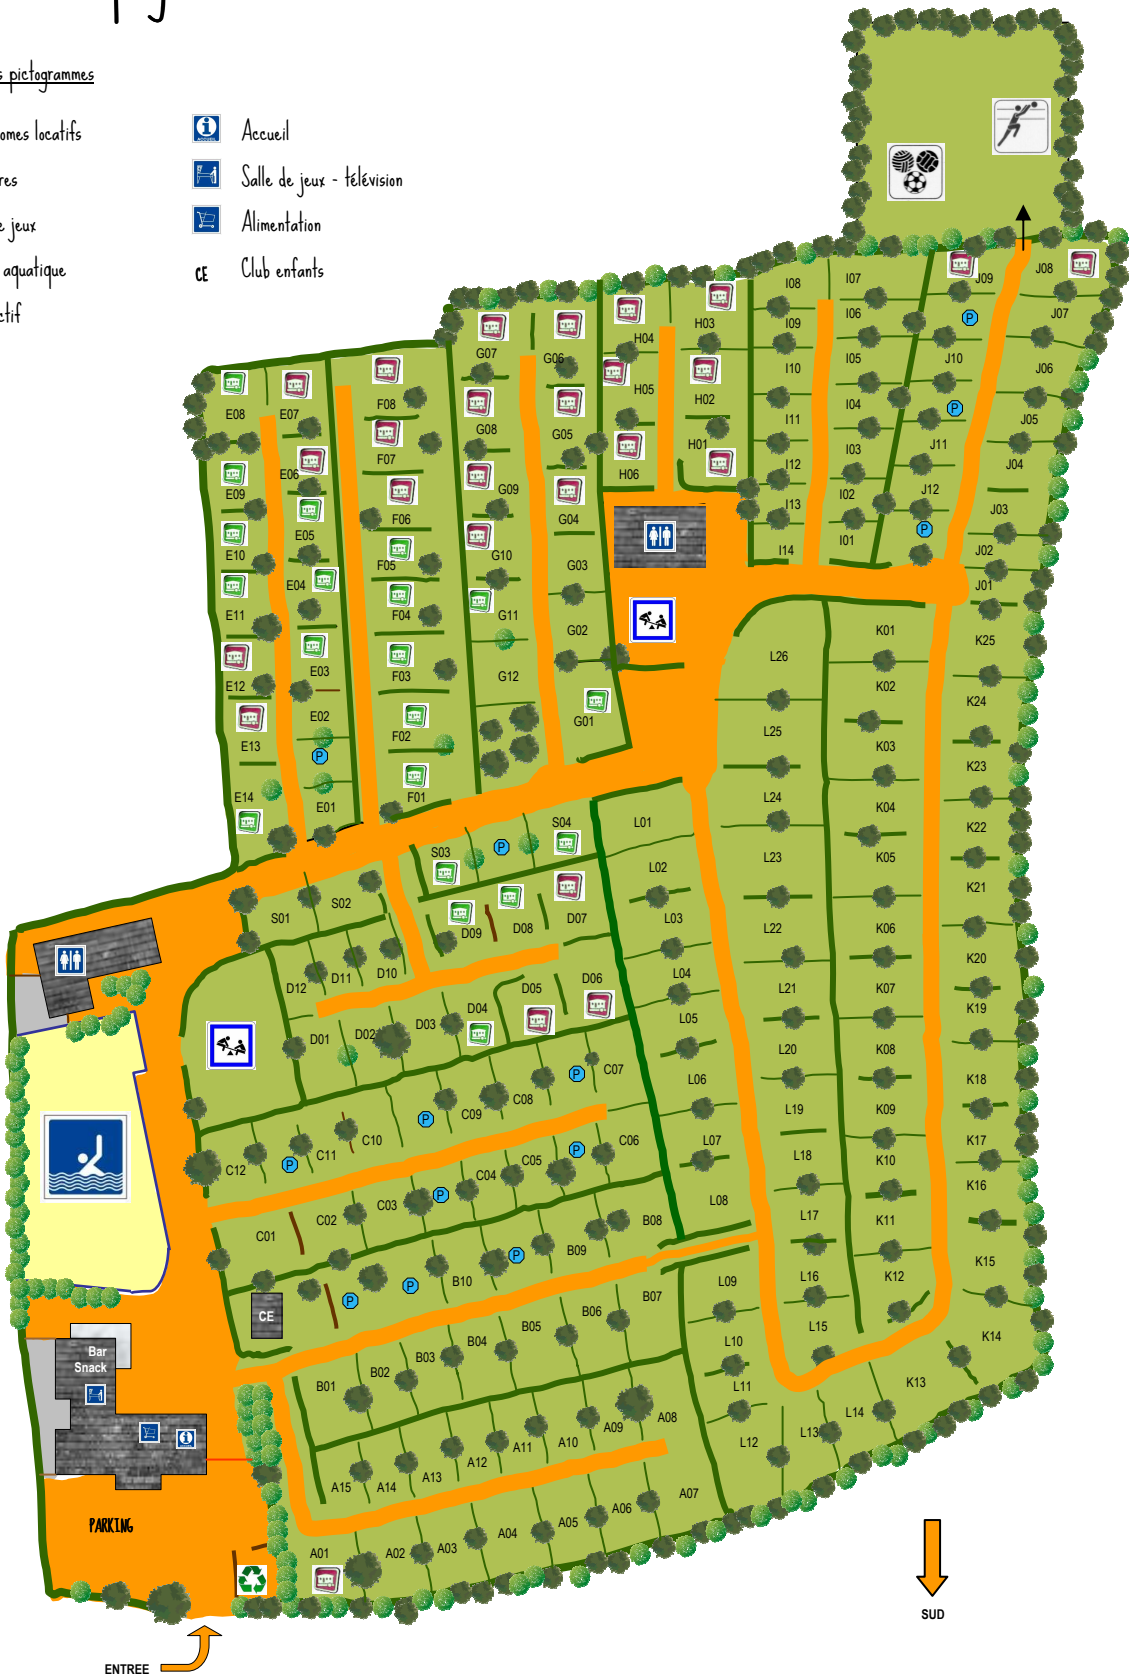 s pictogrammes
omes locatifs
res
e jeux
aquatique
ctif
Accueil
Salle de jeux - télévision
Alimentation
CE Club enfants
J09
J08
I08
I07
J07
I09
I06
H03
H04
G07
G06
I05
J10
I10
J06
H05
H02
E08
E07
F08
G08
G05
I11
I04
J05
H01
J11
I03
F07
E06
H06
I12
J04
E09
G09
I02
J12
I13
J03
F06
G04
E05
I01
I14
J02
E10
G10
F05
G03
E04
J01
E11
F04
G11
G02
K01
K25
L26
E03
F03
G12
E12
K02
K24
E02
G01
L25
F02
E13
K03
K23
E14
F01
E01
L24
K04
K22
S04
L01
S03
L23
K05
K21
L02
S02
S01
D09
D08
D07
L03
L22
K06
K20
D12
D11
D10
D06
L04
D05
L21
K07
D04
K19
L05
D01
D02
D03
L20
K08
C07
L06
K18
C08
C09
L19
K09
C10
C12
C11
C06
L07
K17
C05
C04
L18
K10
K16
C03
L08
C02
C01
L17
K11
B08
B09
K15
L16
K12
L09
B10
B07
CE
B06
L15
B05
K14
L10
B04
B03
B02
B01
L11
K13
Bar
Snack
L14
A08
A09
L13
A10
L12
A11
A12
A13
A14
A15
A07
A06
A05
A04
A03
A02
A01
PARKING
P
P
P
P
P
P
P
P
P
P
P
P
P
P
SUD
ENTREE